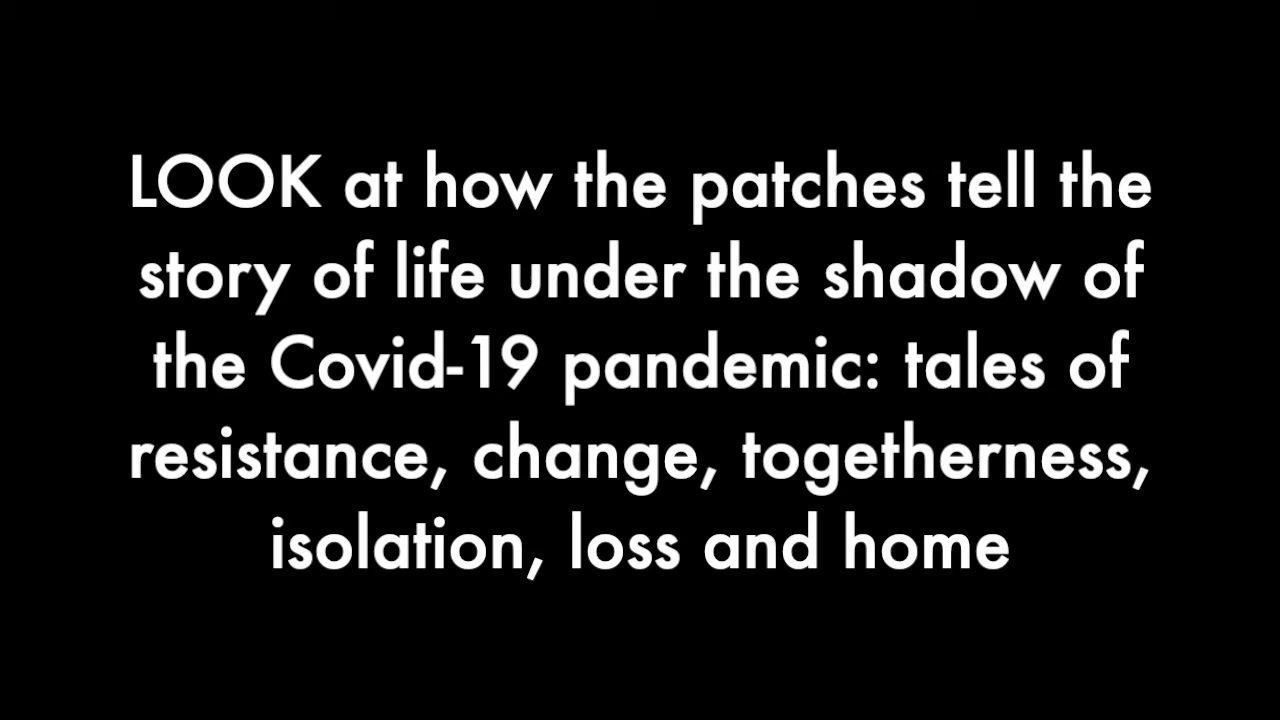 LOOK at how the patches tell the
story of life under the shadow of
the Covid-19 pandemic: tales of
resistance, change, togetherness,
isolation, loss and home